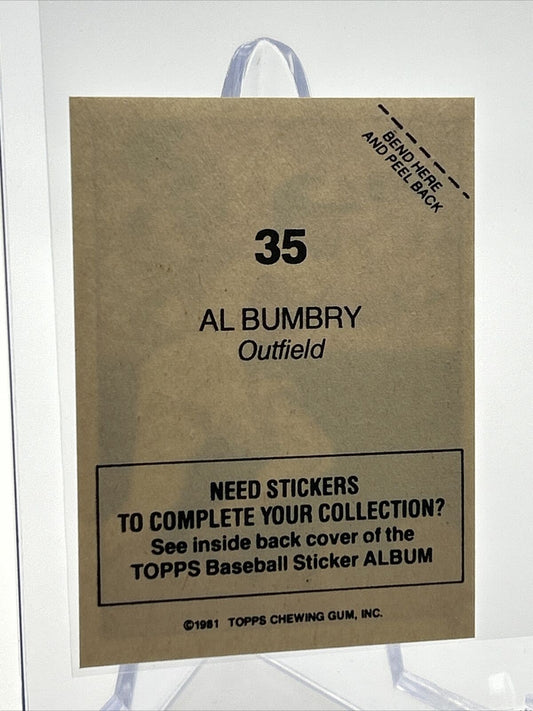 BEND HERE
AND PEEL BACK
35
AL BUMBRY
Outfield
NEED STICKERS
TO COMPLETE YOUR COLLECTION?
See inside back cover of the
TOPPS Baseball Sticker ALBUM
©1981 TOPPS CHEWING GUM, INC.